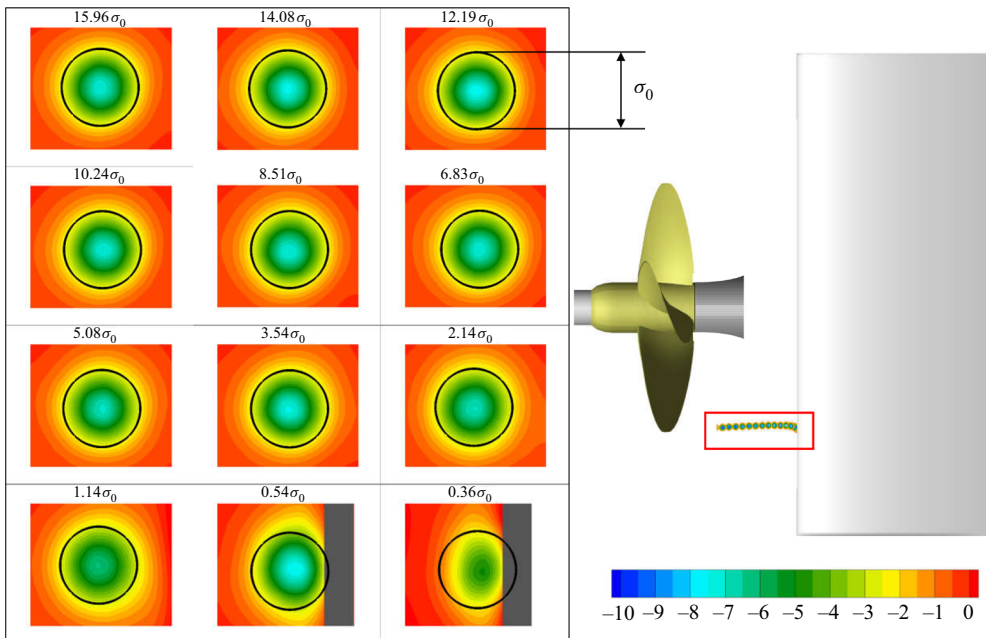 15.96σ₀ 14.08σ₀ 12.19σ₀
σ₀
10.24σ₀ 8.51σ₀ 6.83σ₀
5.08σ₀ 3.54σ₀ 2.14σ₀
1.14σ₀ 0.54σ₀ 0.36σ₀
–10 –9 –8 –7 –6 –5 –4 –3 –2 –1 0